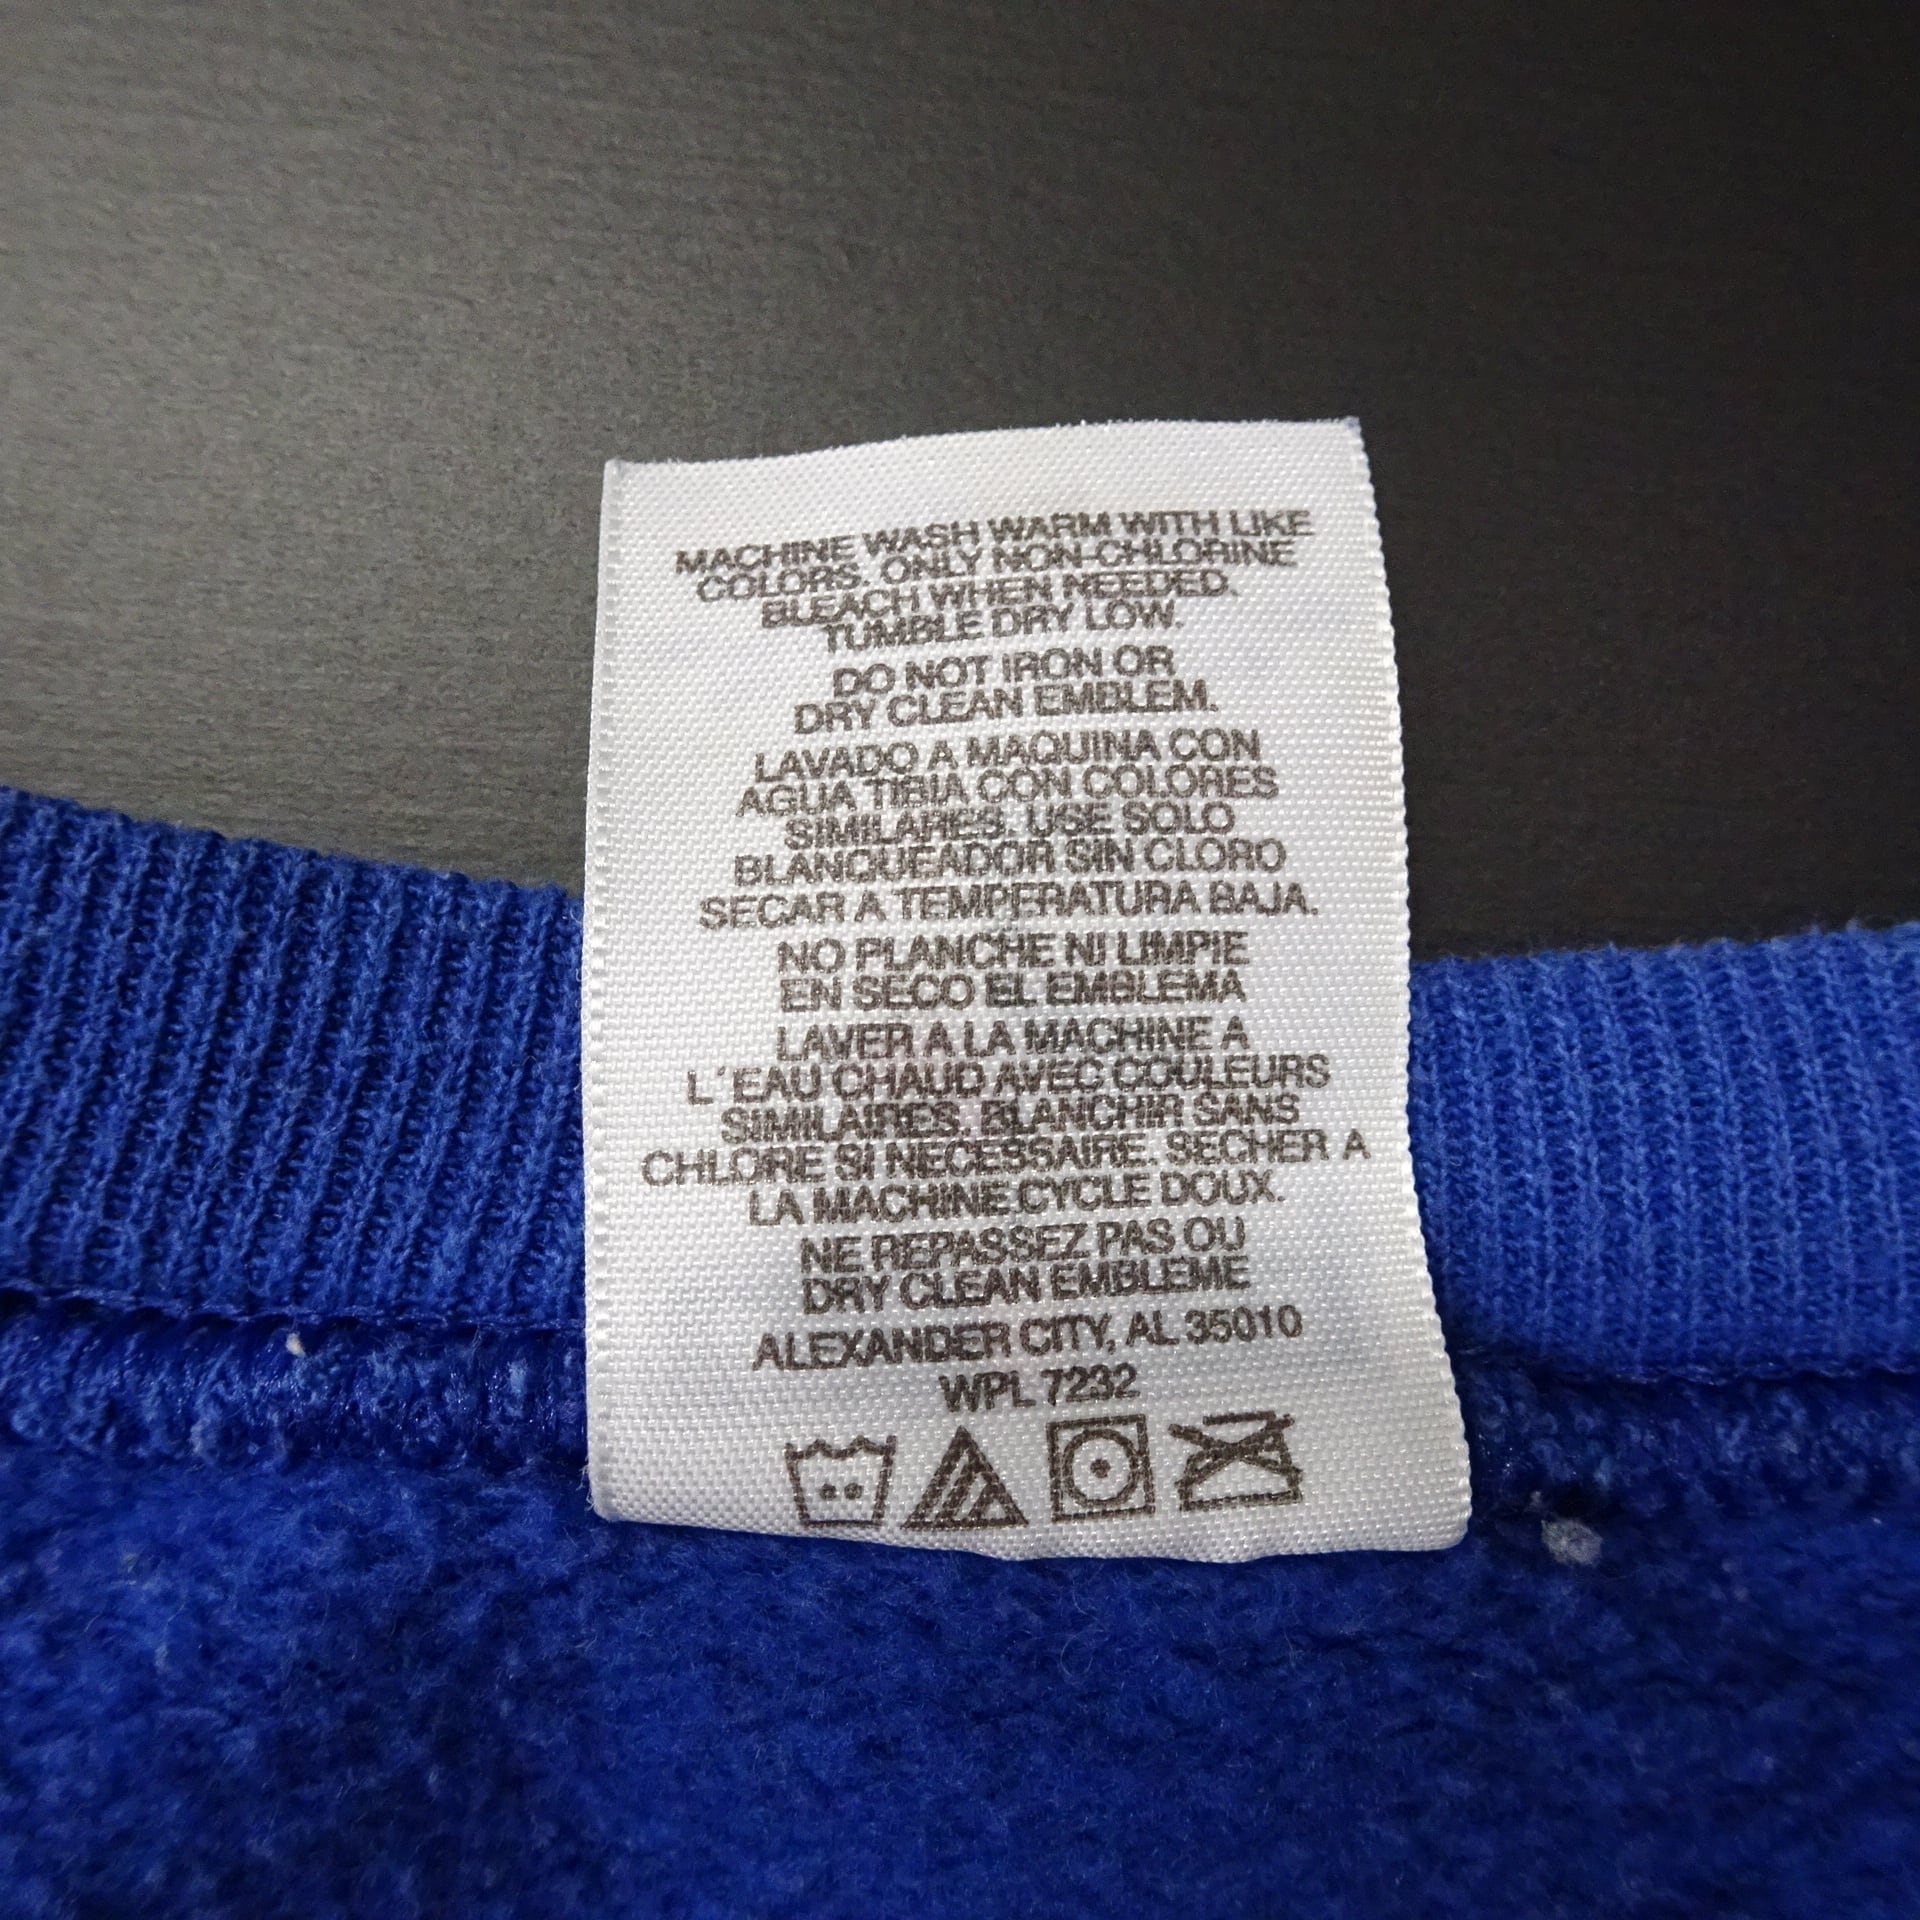 MACHINE WASH WARM WITH LIKE
COLORS. ONLY NON-CHLORINE
BLEACH WHEN NEEDED.
TUMBLE DRY LOW.
DO NOT IRON OR
DRY CLEAN EMBLEM.
LAVADO A MAQUINA CON
AGUA TIBIA CON COLORES
SIMILARES. USE SOLO
BLANQUEADOR SIN CLORO
SECAR A TEMPERATURA BAJA.
NO PLANCHE NI LIMPIE
EN SECO EL EMBLEMA
LAVER A LA MACHINE A
L'EAU CHAUD AVEC COULEURS
SIMILAIRES. BLANCHIR SANS
CHLORE SI NECESSAIRE. SECHER A
LA MACHINE.CYCLE DOUX.
NE REPASSEZ PAS OU
DRY CLEAN EMBLEME
ALEXANDER CITY, AL 35010
WPL 7232